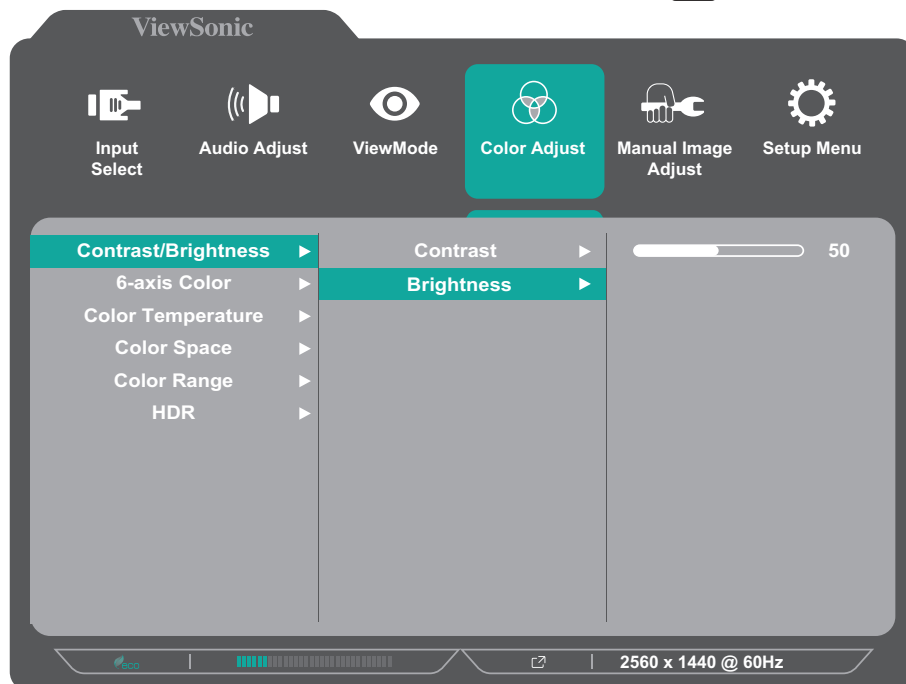 ViewSonic
Input Select
Audio Adjust
ViewMode
Color Adjust
Manual Image Adjust
Setup Menu
Contrast/Brightness
6-axis Color
Color Temperature
Color Space
Color Range
HDR
Contrast
Brightness
50
eco
2560 x 1440 @ 60Hz